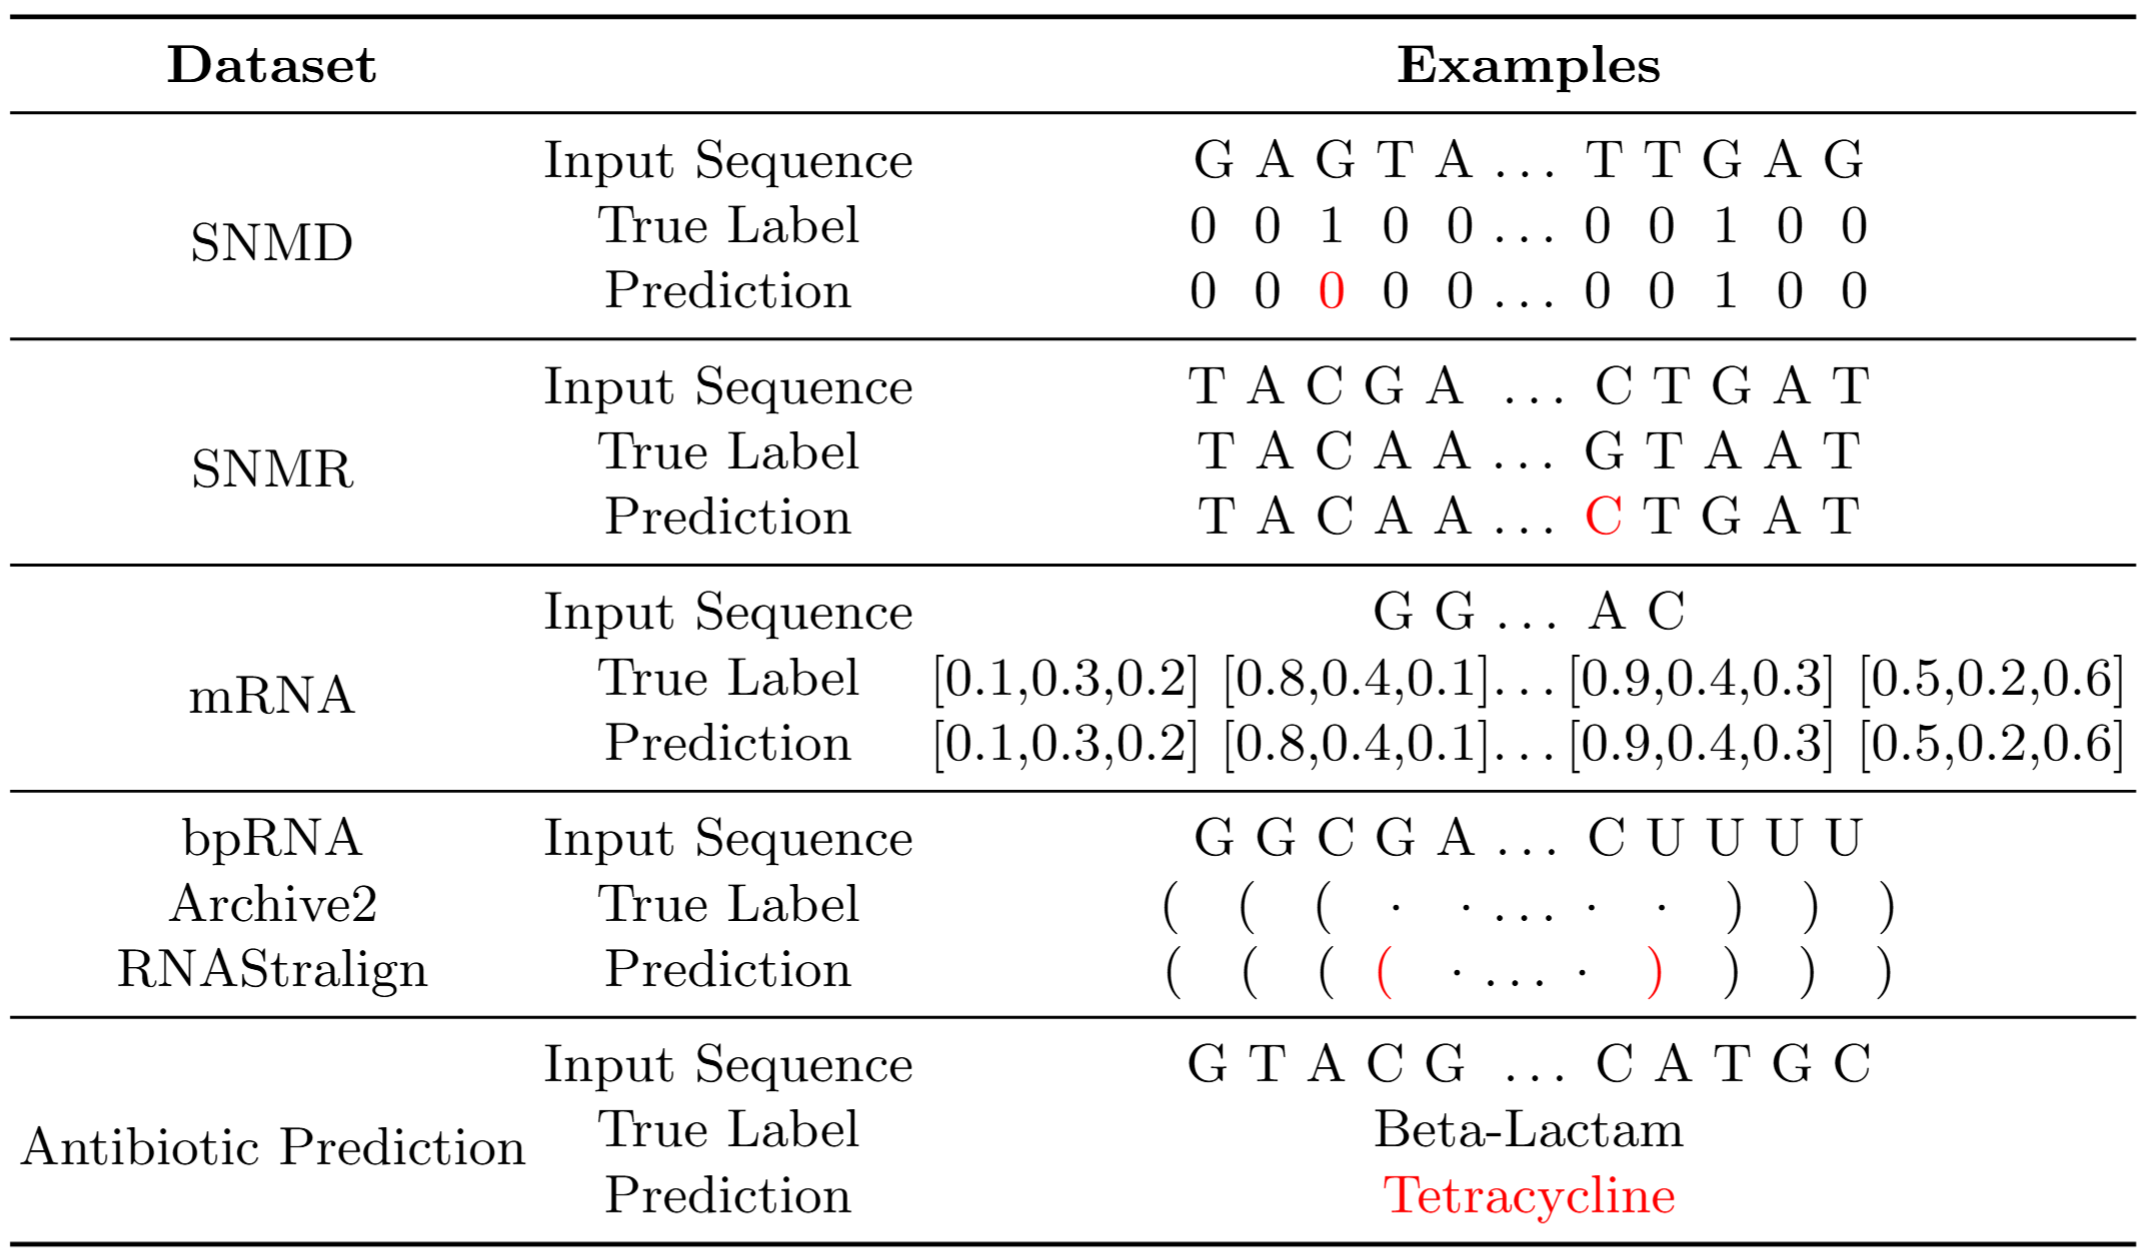 Dataset Examples
Input Sequence G A G T A ... T T G A G
SNMD True Label 0 0 1 0 0 ... 0 0 1 0 0
Prediction 0 0 0 0 0 ... 0 0 1 0 0
Input Sequence T A C G A ... C T G A T
SNMR True Label T A C A A ... G T A A T
Prediction T A C A A ... C T G A T
Input Sequence G G ... A C
mRNA True Label [0.1,0.3,0.2] [0.8,0.4,0.1]...[0.9,0.4,0.3] [0.5,0.2,0.6]
Prediction [0.1,0.3,0.2] [0.8,0.4,0.1]...[0.9,0.4,0.3] [0.5,0.2,0.6]
bpRNA Input Sequence G G C G A ... C U U U U
Archive2 True Label ( ( ( · · ... · · ) ) )
RNAStralign Prediction ( ( ( ( · ... · ) ) ) )
Input Sequence G T A C G ... C A T G C
Antibiotic Prediction True Label Beta-Lactam
Prediction Tetracycline